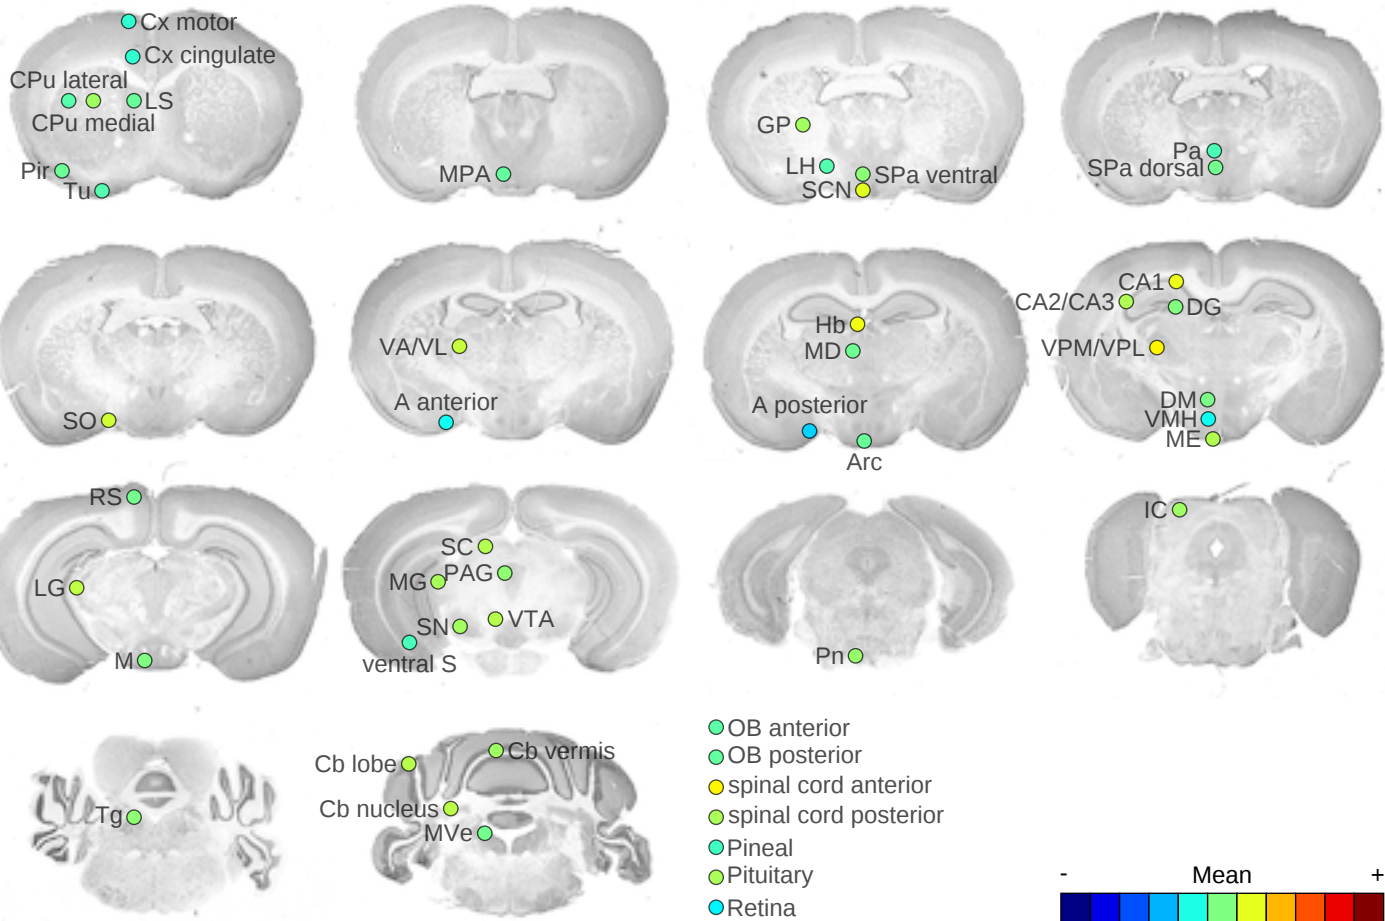 Cx motor
Cx cingulate
CPu lateral
LS
CPu medial
Pir
Tu
MPA
GP
LH
SPa ventral
SCN
Pa
SPa dorsal
SO
VA/VL
A anterior
Hb
MD
A posterior
Arc
CA1
CA2/CA3
DG
VPM/VPL
DM
VMH
ME
RS
LG
M
SC
MG
PAG
SN
VTA
ventral S
Pn
IC
Tg
Cb lobe
Cb vermis
Cb nucleus
MVe
OB anterior
OB posterior
spinal cord anterior
spinal cord posterior
Pineal
Pituitary
Retina
- Mean +